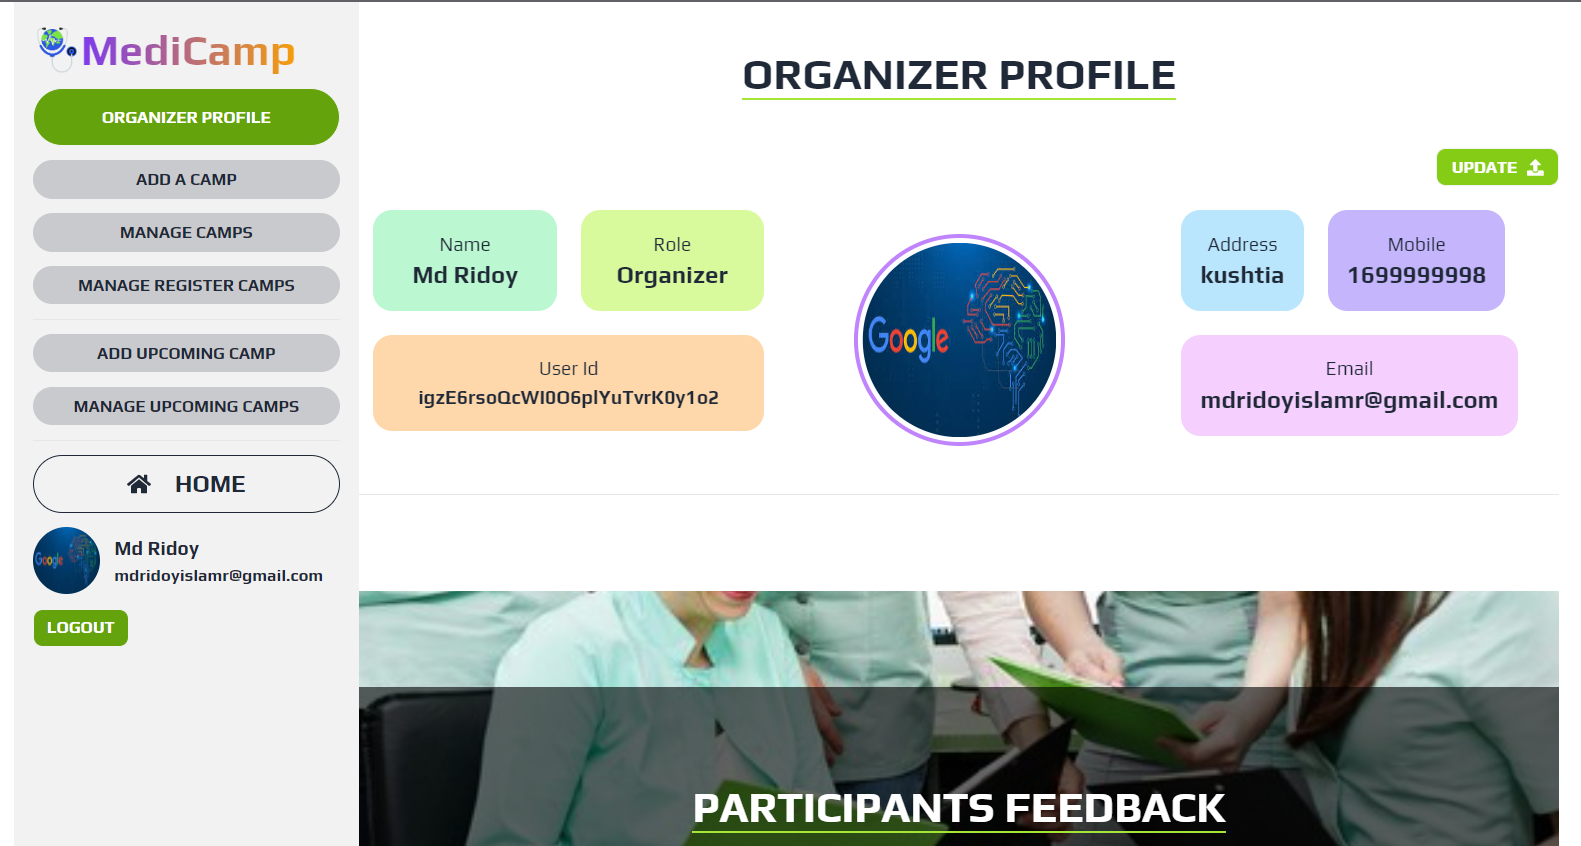 MediCamp
ORGANIZER PROFILE
ADD A CAMP
MANAGE CAMPS
MANAGE REGISTER CAMPS
ADD UPCOMING CAMP
MANAGE UPCOMING CAMPS
HOME
Google
Md Ridoy
mdridoyislamr@gmail.com
LOGOUT
ORGANIZER PROFILE
UPDATE
Name
Md Ridoy
Role
Organizer
User Id
igzE6rsoQcWI0O6plYuTvrK0y1o2
Google
Address
kushtia
Mobile
1699999998
Email
mdridoyislamr@gmail.com
PARTICIPANTS FEEDBACK